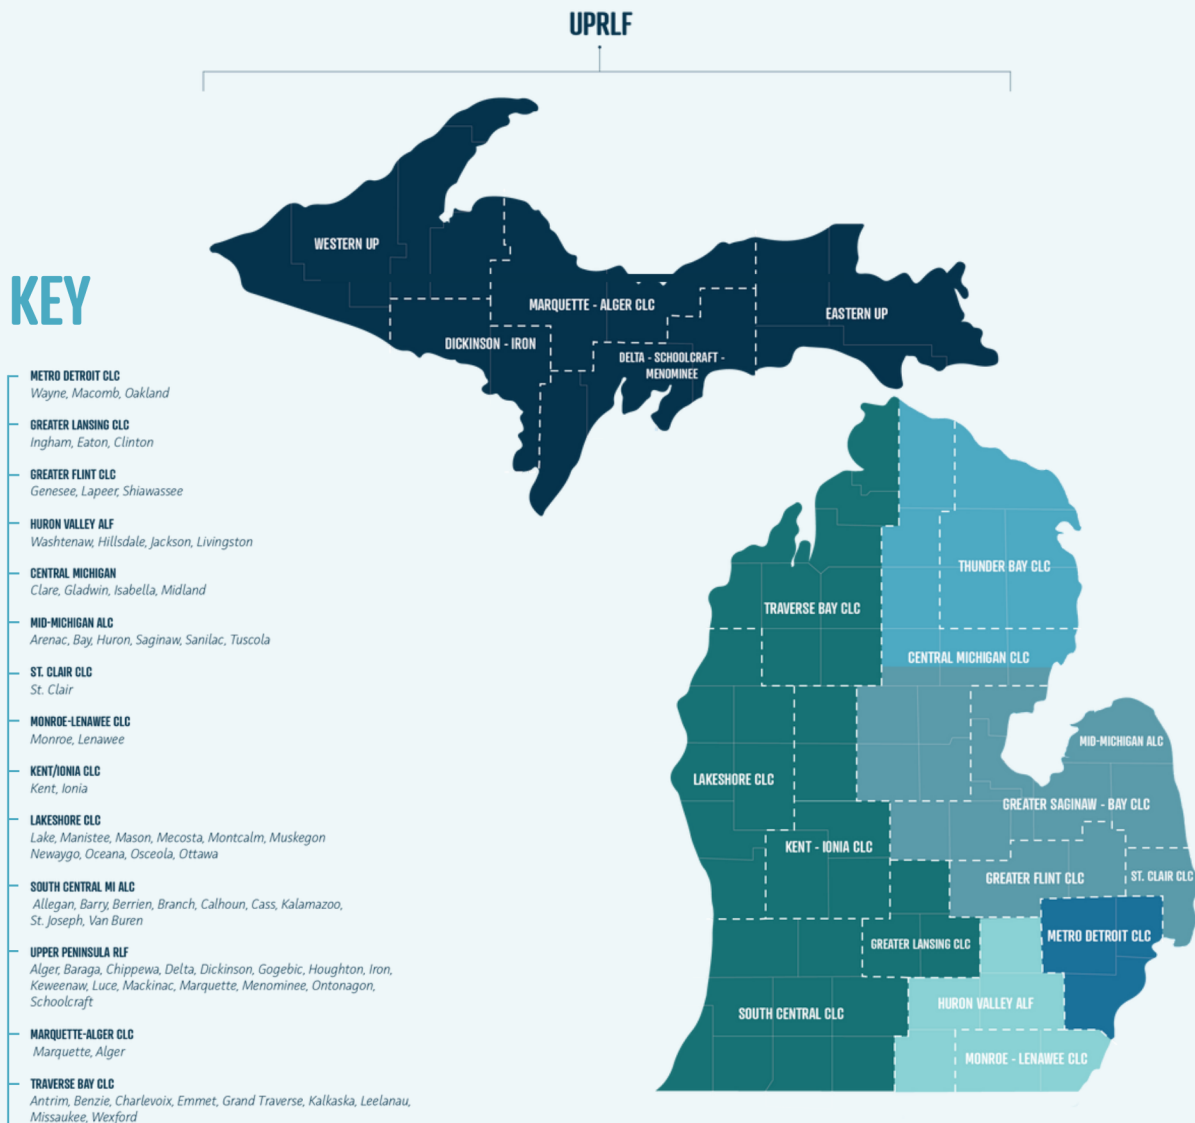 UPRLF
WESTERN UP
MARQUETTE - ALGER CLC
EASTERN UP
DICKINSON - IRON
DELTA - SCHOOLCRAFT -
MENOMINEE
KEY
METRO DETROIT CLC
Wayne, Macomb, Oakland
GREATER LANSING CLC
Ingham, Eaton, Clinton
GREATER FLINT CLC
Genesee, Lapeer, Shiawassee
HURON VALLEY ALF
Washtenaw, Hillsdale, Jackson, Livingston
CENTRAL MICHIGAN
Clare, Gladwin, Isabella, Midland
MID-MICHIGAN ALC
Arenac, Bay, Huron, Saginaw, Sanilac, Tuscola
ST. CLAIR CLC
St. Clair
MONROE-LENAWEE CLC
Monroe, Lenawee
KENT/IONIA CLC
Kent, Ionia
LAKESHORE CLC
Lake, Manistee, Mason, Mecosta, Montcalm, Muskegon
Newaygo, Oceana, Osceola, Ottawa
SOUTH CENTRAL MI ALC
Allegan, Barry, Berrien, Branch, Calhoun, Cass, Kalamazoo,
St. Joseph, Van Buren
UPPER PENINSULA RLF
Alger, Baraga, Chippewa, Delta, Dickinson, Gogebic, Houghton, Iron,
Keweenaw, Luce, Mackinac, Marquette, Menominee, Ontonagon,
Schoolcraft
MARQUETTE-ALGER CLC
Marquette, Alger
TRAVERSE BAY CLC
Antrim, Benzie, Charlevoix, Emmet, Grand Traverse, Kalkaska, Leelanau,
Missaukee, Wexford
THUNDER BAY CLC
TRAVERSE BAY CLC
CENTRAL MICHIGAN CLC
MID-MICHIGAN ALC
LAKESHORE CLC
GREATER SAGINAW - BAY CLC
KENT - IONIA CLC
GREATER FLINT CLC
ST. CLAIR CLC
GREATER LANSING CLC
METRO DETROIT CLC
HURON VALLEY ALF
SOUTH CENTRAL CLC
MONROE - LENAWEE CLC